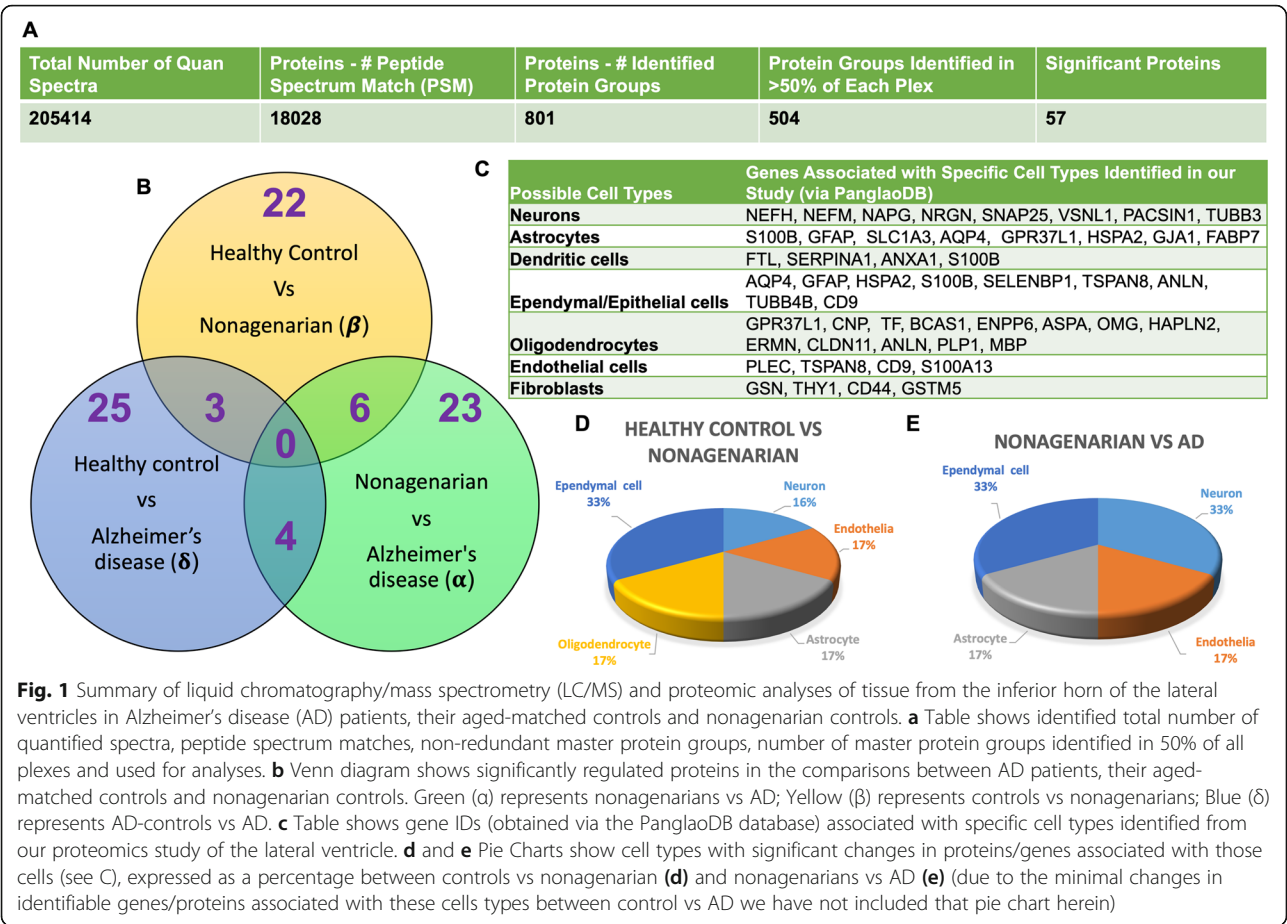 A
Total Number of Quan Spectra
Proteins - # Peptide Spectrum Match (PSM)
Proteins - # Identified Protein Groups
Protein Groups Identified in >50% of Each Plex
Significant Proteins
205414
18028
801
504
57
B
22
Healthy Control
Vs
Nonagenarian (β)
25
3
6
23
0
Healthy control
vs
Alzheimer's
disease (δ)
Nonagenarian
vs
Alzheimer's
disease (α)
4
C
Possible Cell Types
Genes Associated with Specific Cell Types Identified in our
Study (via PanglaoDB)
Neurons
NEFH, NEFM, NAPG, NRGN, SNAP25, VSNL1, PACSIN1, TUBB3
Astrocytes
S100B, GFAP, SLC1A3, AQP4, GPR37L1, HSPA2, GJA1, FABP7
Dendritic cells
FTL, SERPINA1, ANXA1, S100B
Ependymal/Epithelial cells
AQP4, GFAP, HSPA2, S100B, SELENBP1, TSPAN8, ANLN,
TUBB4B, CD9
Oligodendrocytes
GPR37L1, CNP, TF, BCAS1, ENPP6, ASPA, OMG, HAPLN2,
ERMN, CLDN11, ANLN, PLP1, MBP
Endothelial cells
PLEC, TSPAN8, CD9, S100A13
Fibroblasts
GSN, THY1, CD44, GSTM5
D
HEALTHY CONTROL VS
NONAGENARIAN
Ependymal cell
33%
Neuron
16%
Endothelia
17%
Astrocyte
17%
Oligodendrocyte
17%
E
NONAGENARIAN VS AD
Ependymal cell
33%
Neuron
33%
Astrocyte
17%
Endothelia
17%
Fig. 1 Summary of liquid chromatography/mass spectrometry (LC/MS) and proteomic analyses of tissue from the inferior horn of the lateral
ventricles in Alzheimer's disease (AD) patients, their aged-matched controls and nonagenarian controls. a Table shows identified total number of
quantified spectra, peptide spectrum matches, non-redundant master protein groups, number of master protein groups identified in 50% of all
plexes and used for analyses. b Venn diagram shows significantly regulated proteins in the comparisons between AD patients, their aged-
matched controls and nonagenarian controls. Green (α) represents nonagenarians vs AD; Yellow (β) represents controls vs nonagenarians; Blue (δ)
represents AD-controls vs AD. c Table shows gene IDs (obtained via the PanglaoDB database) associated with specific cell types identified from
our proteomics study of the lateral ventricle. d and e Pie Charts show cell types with significant changes in proteins/genes associated with those
cells (see C), expressed as a percentage between controls vs nonagenarian (d) and nonagenarians vs AD (e) (due to the minimal changes in
identifiable genes/proteins associated with these cells types between control vs AD we have not included that pie chart herein)